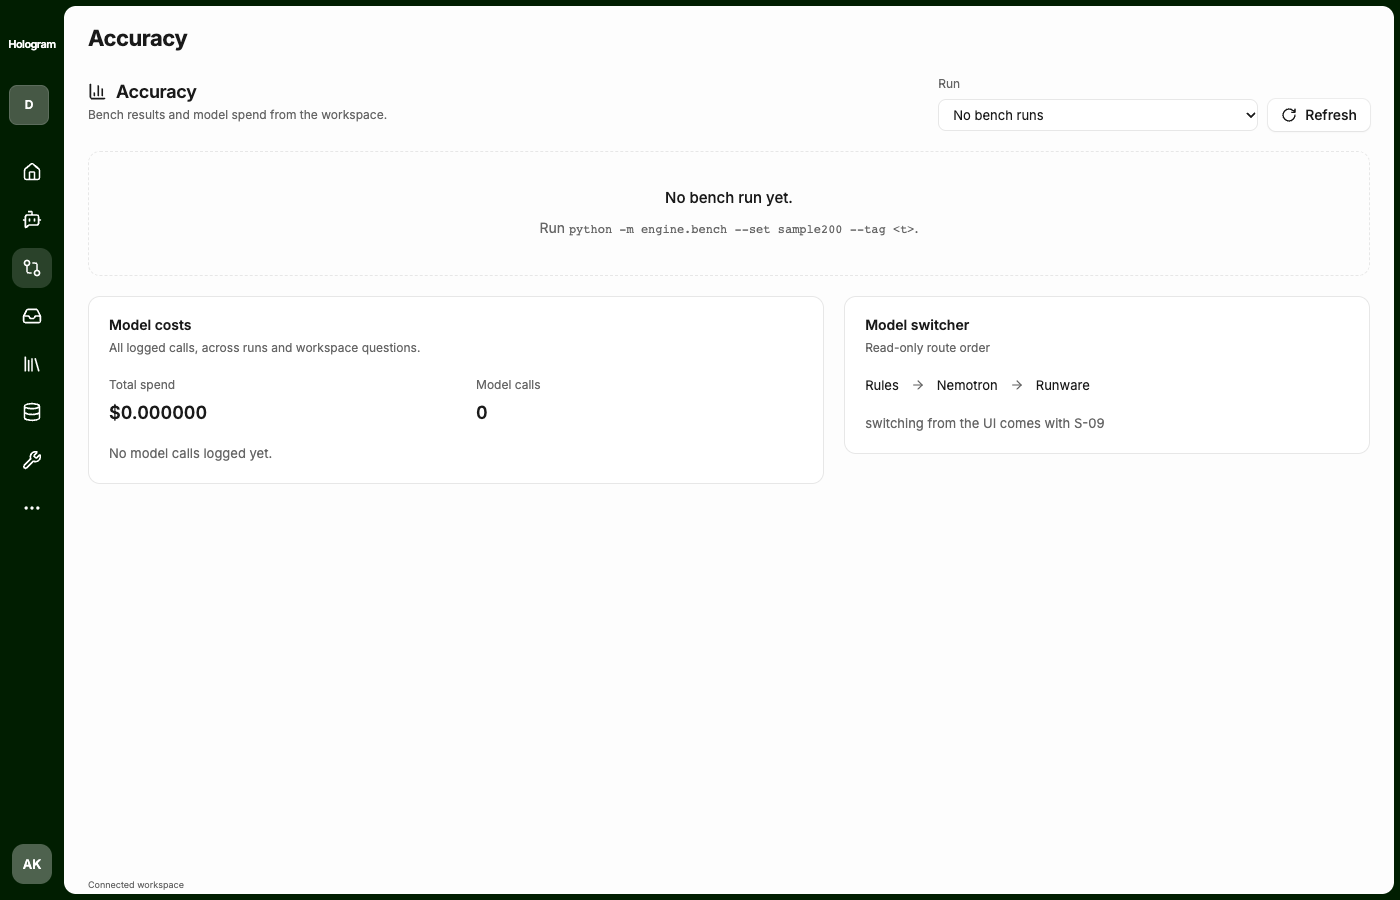 Hologram
D
AK
Accuracy
Accuracy
Bench results and model spend from the workspace.
Run
No bench runs
Refresh
No bench run yet.
Run python -m engine.bench --set sample200 --tag <t>.
Model costs
All logged calls, across runs and workspace questions.
Total spend
$0.000000
Model calls
0
No model calls logged yet.
Model switcher
Read-only route order
Rules → Nemotron → Runware
switching from the UI comes with S-09
Connected workspace